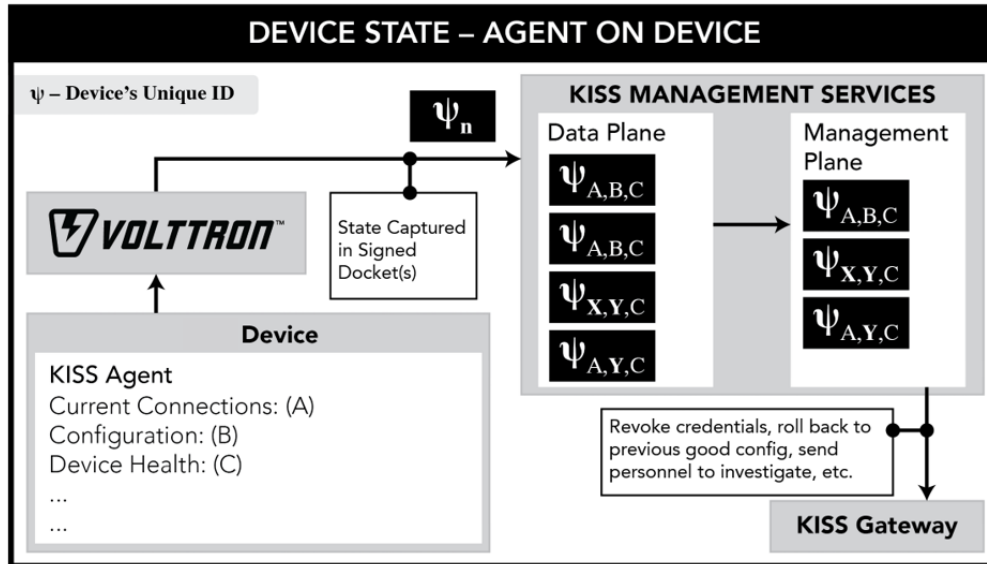 DEVICE STATE – AGENT ON DEVICE
ψ – Device's Unique ID
ψn
KISS MANAGEMENT SERVICES
Data Plane
ψA,B,C
ψA,B,C
ψX,Y,C
ψA,Y,C
Management
Plane
ψA,B,C
ψX,Y,C
ψA,Y,C
VOLTTRON™
State Captured
in Signed
Docket(s)
Device
KISS Agent
Current Connections: (A)
Configuration: (B)
Device Health: (C)
...
...
Revoke credentials, roll back to
previous good config, send
personnel to investigate, etc.
KISS Gateway